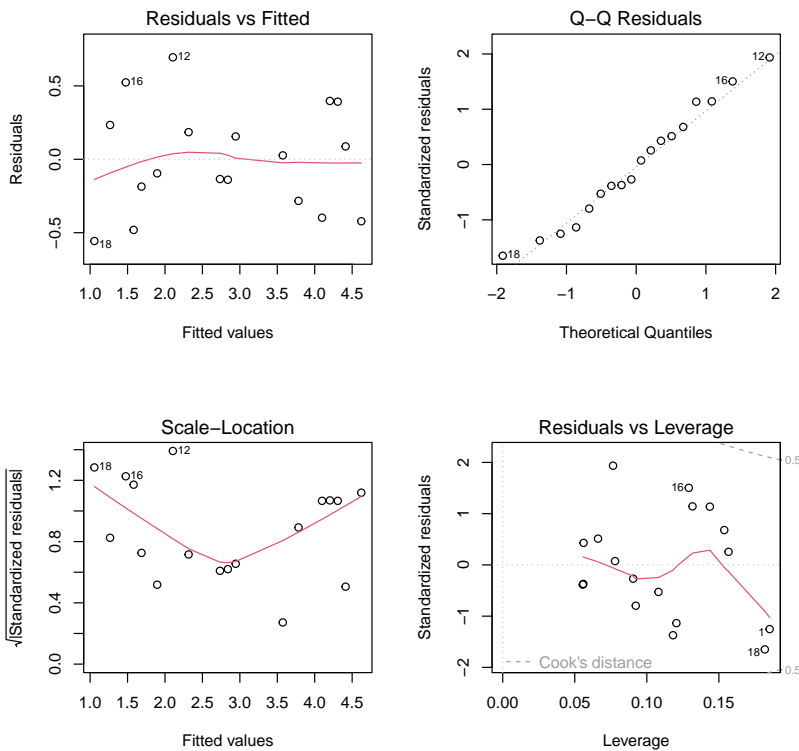 Residuals vs Fitted
Residuals
0.5
0.0
−0.5
12
16
18
1.0 1.5 2.0 2.5 3.0 3.5 4.0 4.5
Fitted values
Q−Q Residuals
Standardized residuals
2
1
0
−1
12
16
18
−2 −1 0 1 2
Theoretical Quantiles
Scale−Location
√|Standardized residuals|
1.2
0.8
0.4
0.0
12
18
16
1.0 1.5 2.0 2.5 3.0 3.5 4.0 4.5
Fitted values
Residuals vs Leverage
Standardized residuals
2
1
0
−1
−2
0.5
16
1
18
Cook's distance
0.5
0.00 0.05 0.10 0.15
Leverage